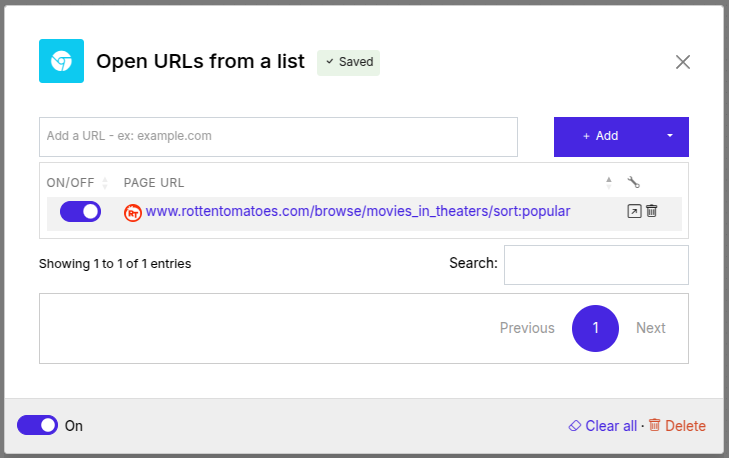 Open URLs from a list
Saved
Add a URL - ex: example.com
+ Add
ON/OFF PAGE URL
RT www.rottentomatoes.com/browse/movies_in_theaters/sort:popular
Showing 1 to 1 of 1 entries
Search:
Previous 1 Next
On
Clear all · Delete